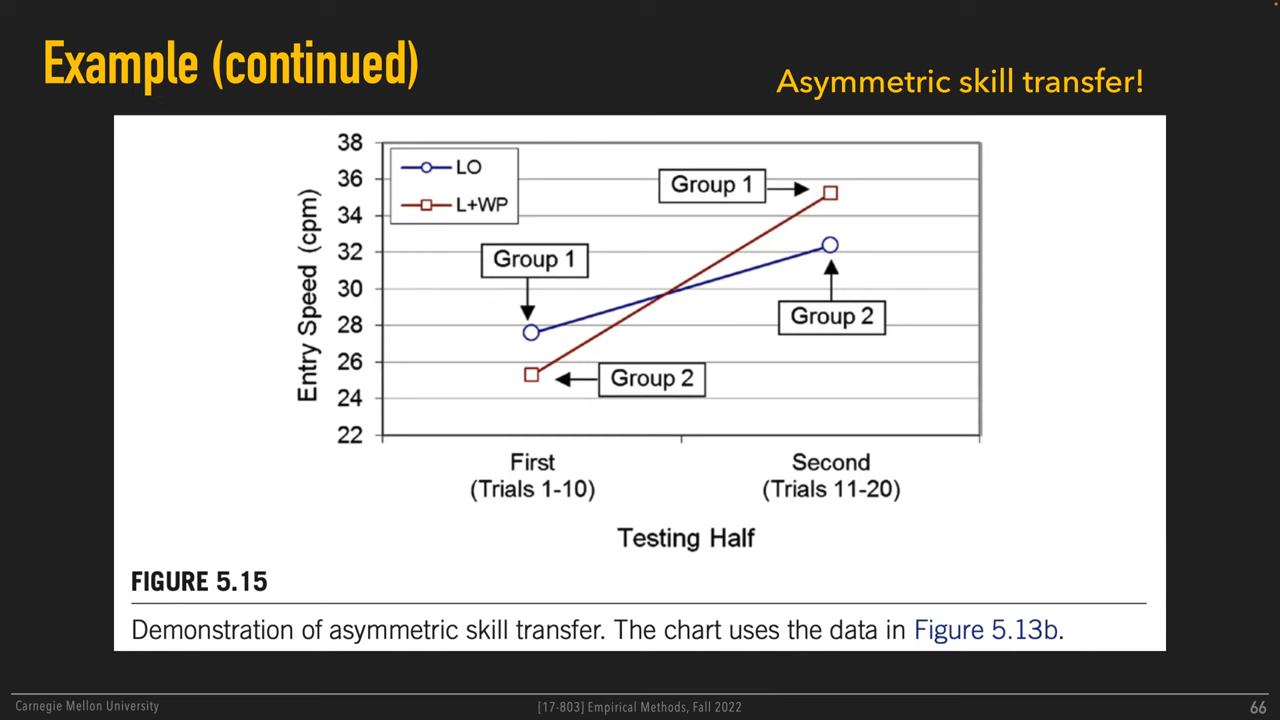 Example (continued)
Asymmetric skill transfer!
38
36
34
32
30
28
26
24
22
Entry Speed (cpm)
LO
L+WP
Group 1
Group 1
Group 2
Group 2
First
(Trials 1-10)
Second
(Trials 11-20)
Testing Half
FIGURE 5.15
Demonstration of asymmetric skill transfer. The chart uses the data in Figure 5.13b.
Carnegie Mellon University
[17-803] Empirical Methods, Fall 2022
66